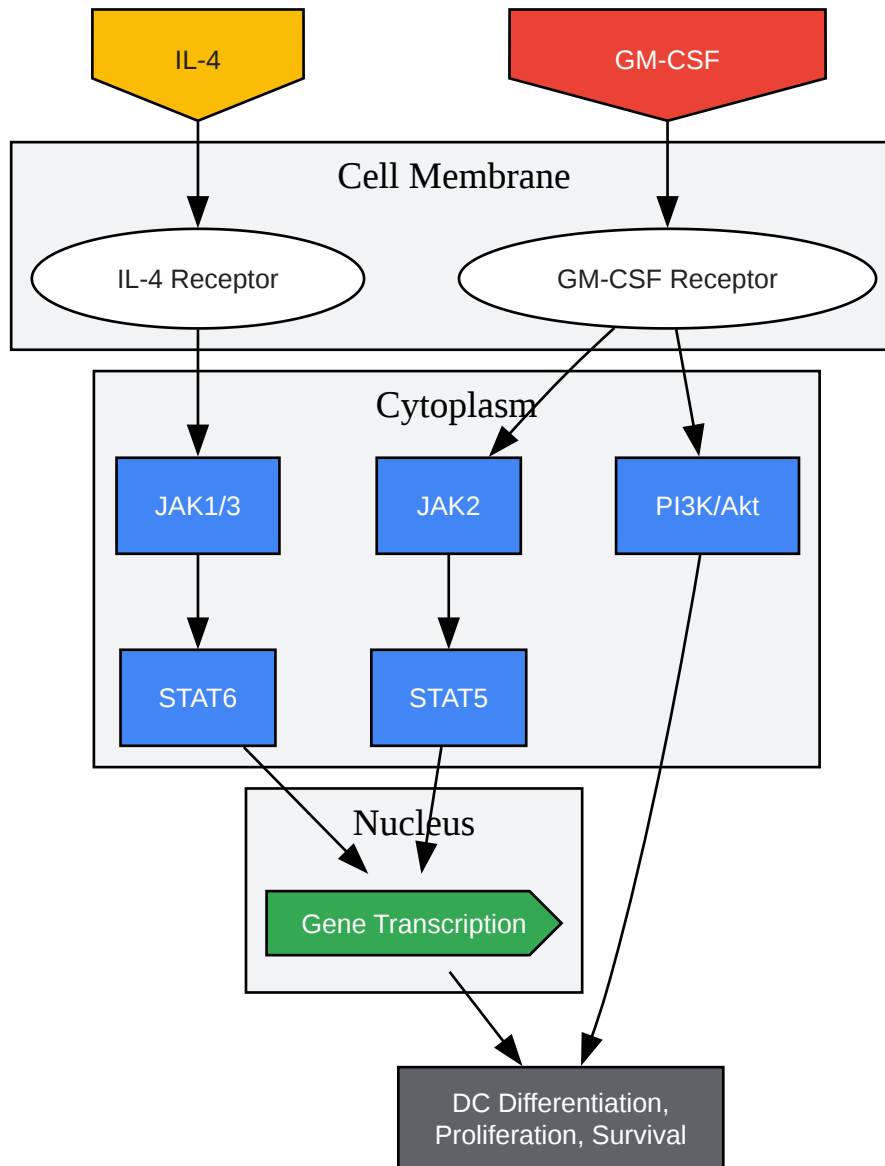 IL-4
GM-CSF
Cell Membrane
IL-4 Receptor
GM-CSF Receptor
Cytoplasm
JAK1/3
JAK2
PI3K/Akt
STAT6
STAT5
Nucleus
Gene Transcription
DC Differentiation,
Proliferation, Survival